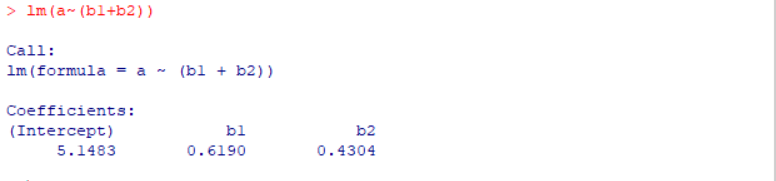 > lm(a~(b1+b2))
Call:
lm(formula = a ~ (b1 + b2))
Coefficients:
(Intercept) b1 b2
5.1483 0.6190 0.4304